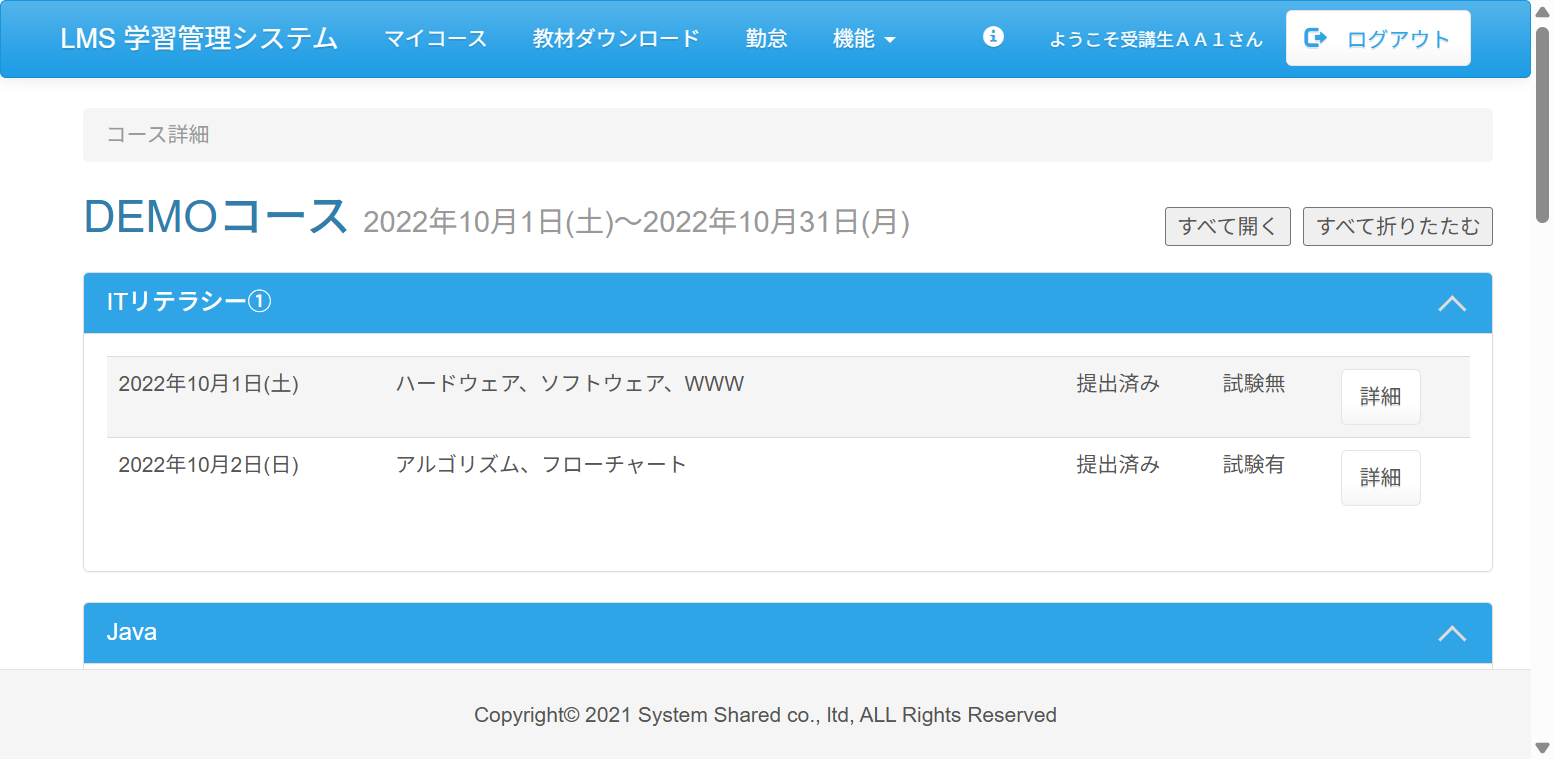 LMS 学習管理システム マイコース 教材ダウンロード 勤怠 機能 ようこそ受講生ＡＡ１さん ログアウト
コース詳細
DEMOコース 2022年10月1日(土)～2022年10月31日(月) すべて開く すべて折りたたむ
ITリテラシー①
2022年10月1日(土) ハードウェア、ソフトウェア、WWW 提出済み 試験無 詳細
2022年10月2日(日) アルゴリズム、フローチャート 提出済み 試験有 詳細
Java
Copyright© 2021 System Shared co., ltd, ALL Rights Reserved